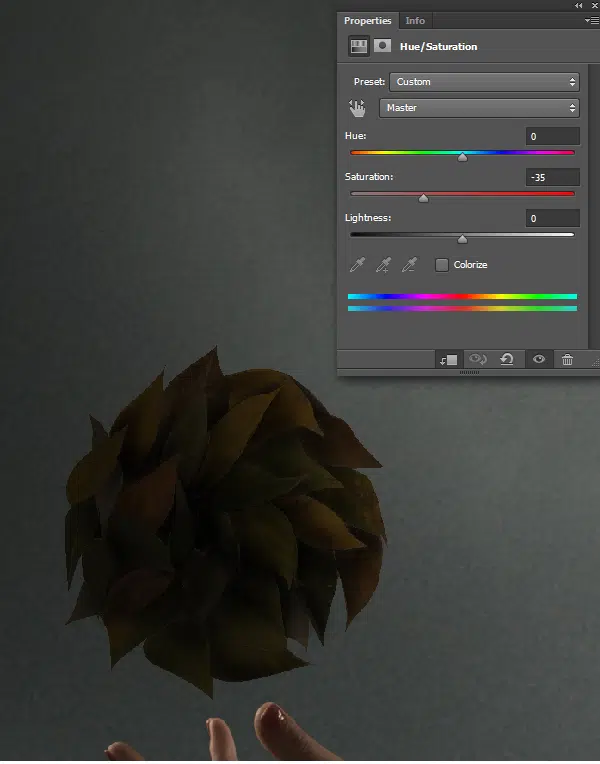 Properties Info
Hue/Saturation
Preset: Custom
Master
Hue: 0
Saturation: -35
Lightness: 0
Colorize